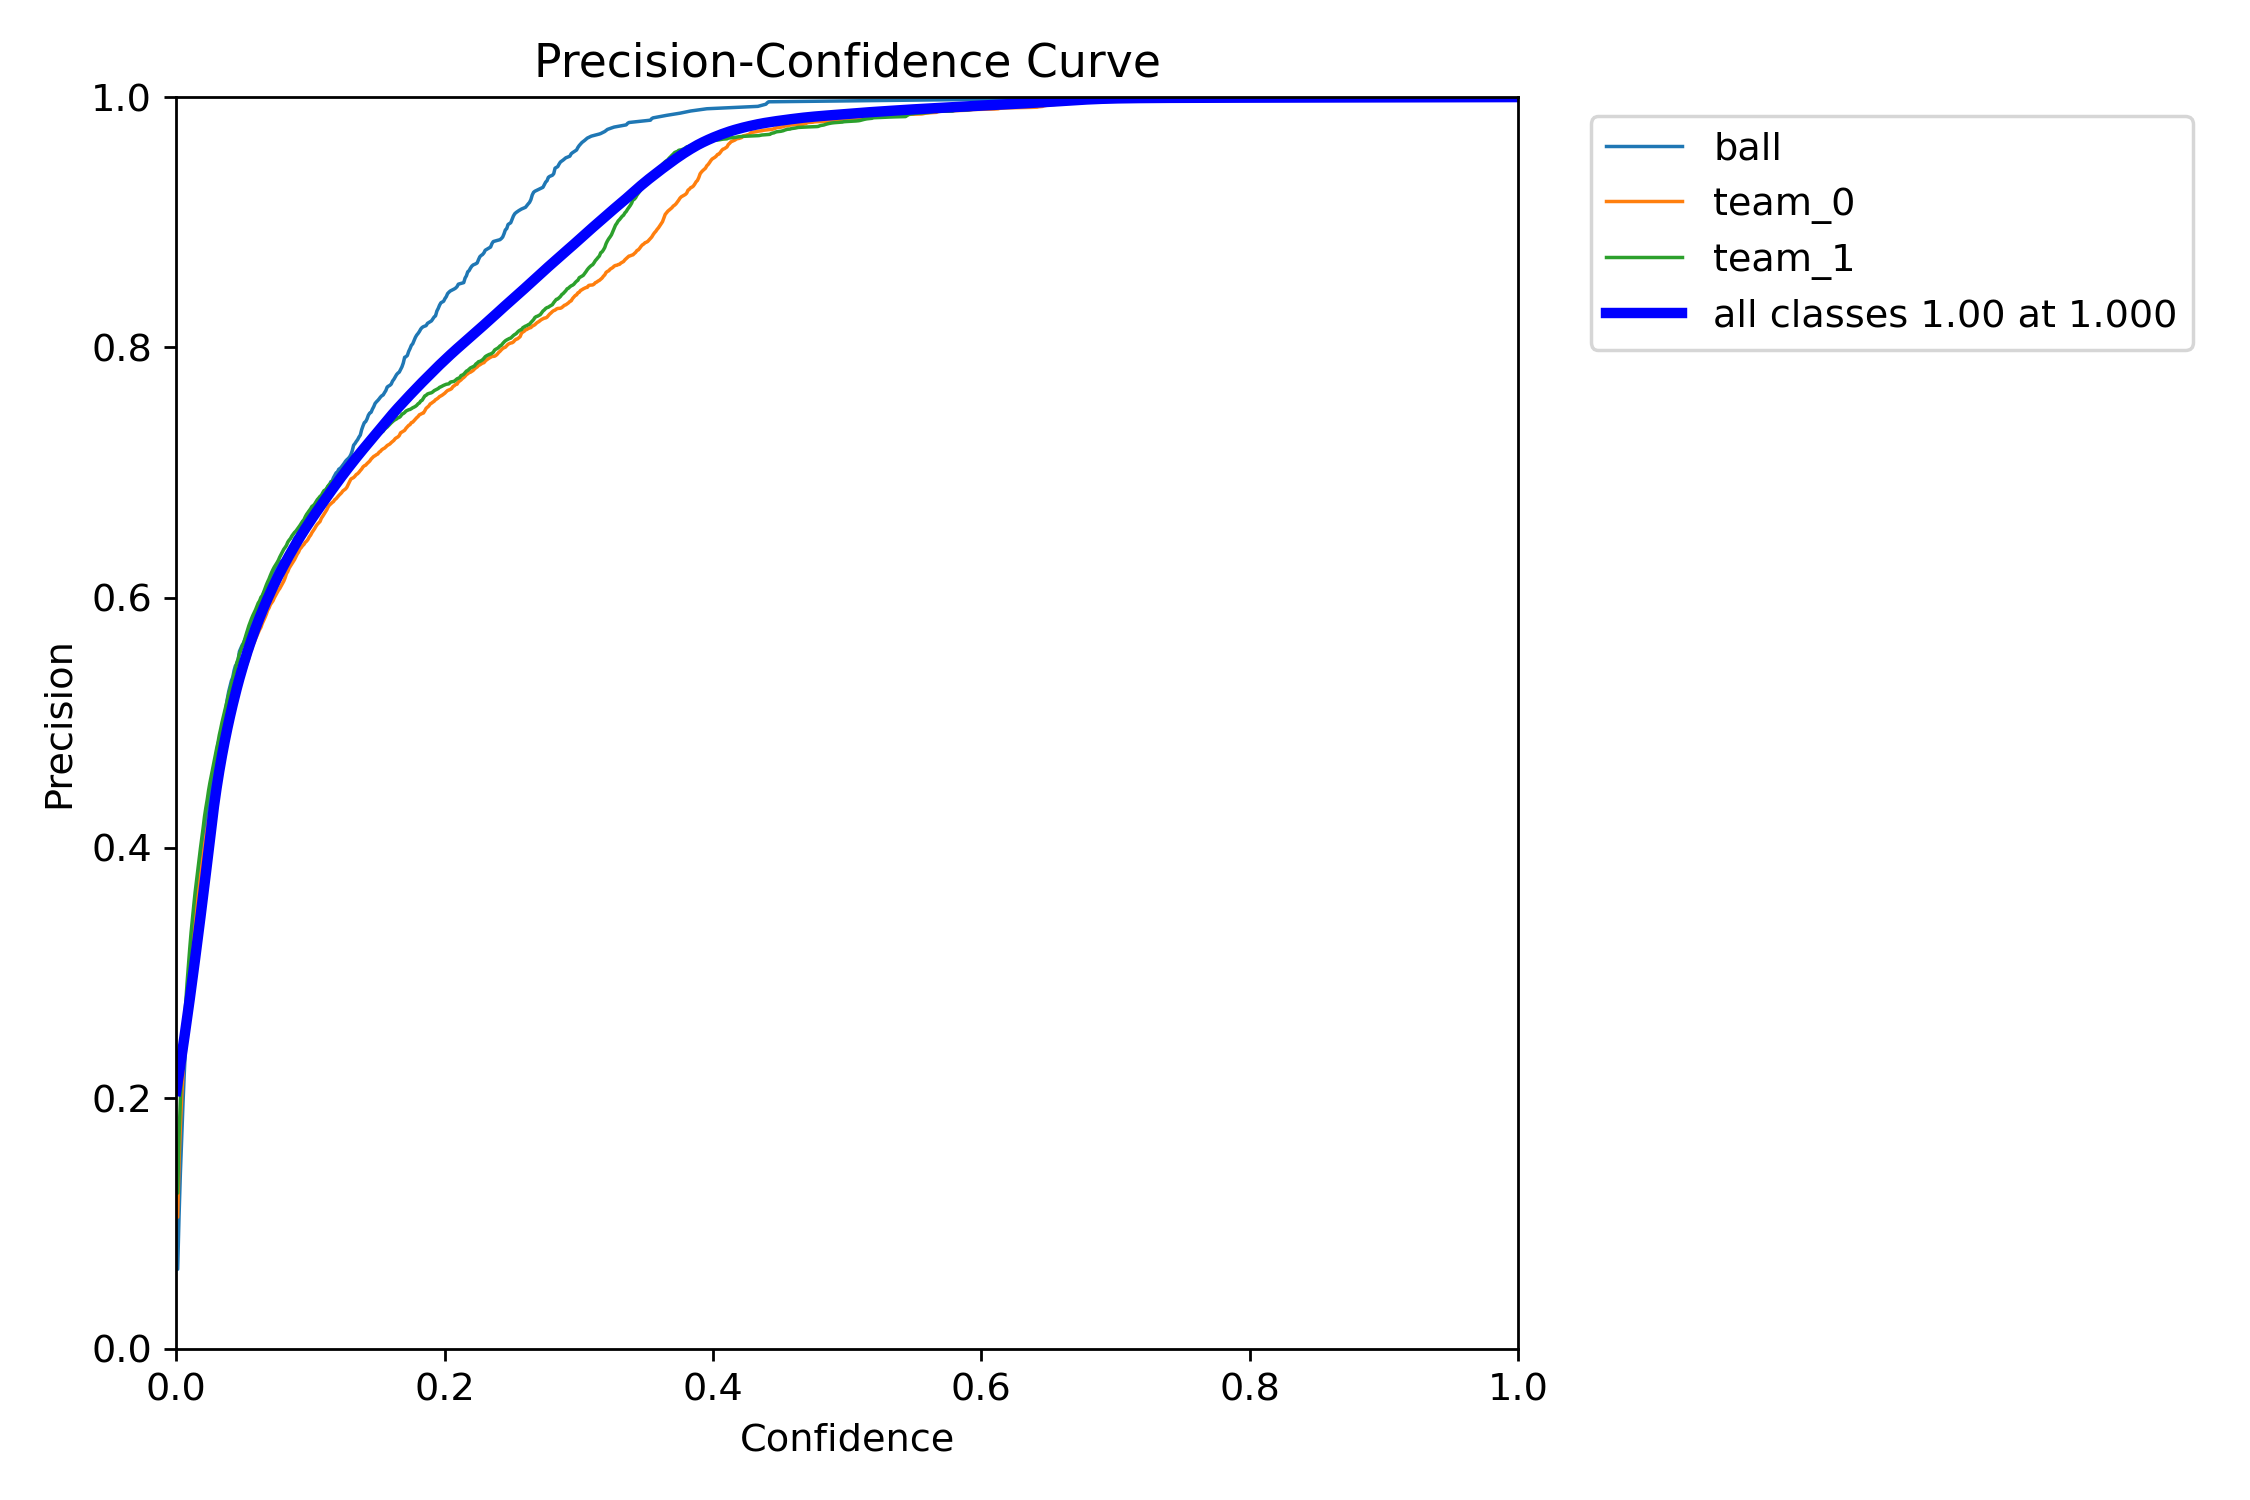 Precision-Confidence Curve
1.0
0.8
0.6
0.4
0.2
0.0
Precision
0.0 0.2 0.4 0.6 0.8 1.0
Confidence
ball
team_0
team_1
all classes 1.00 at 1.000